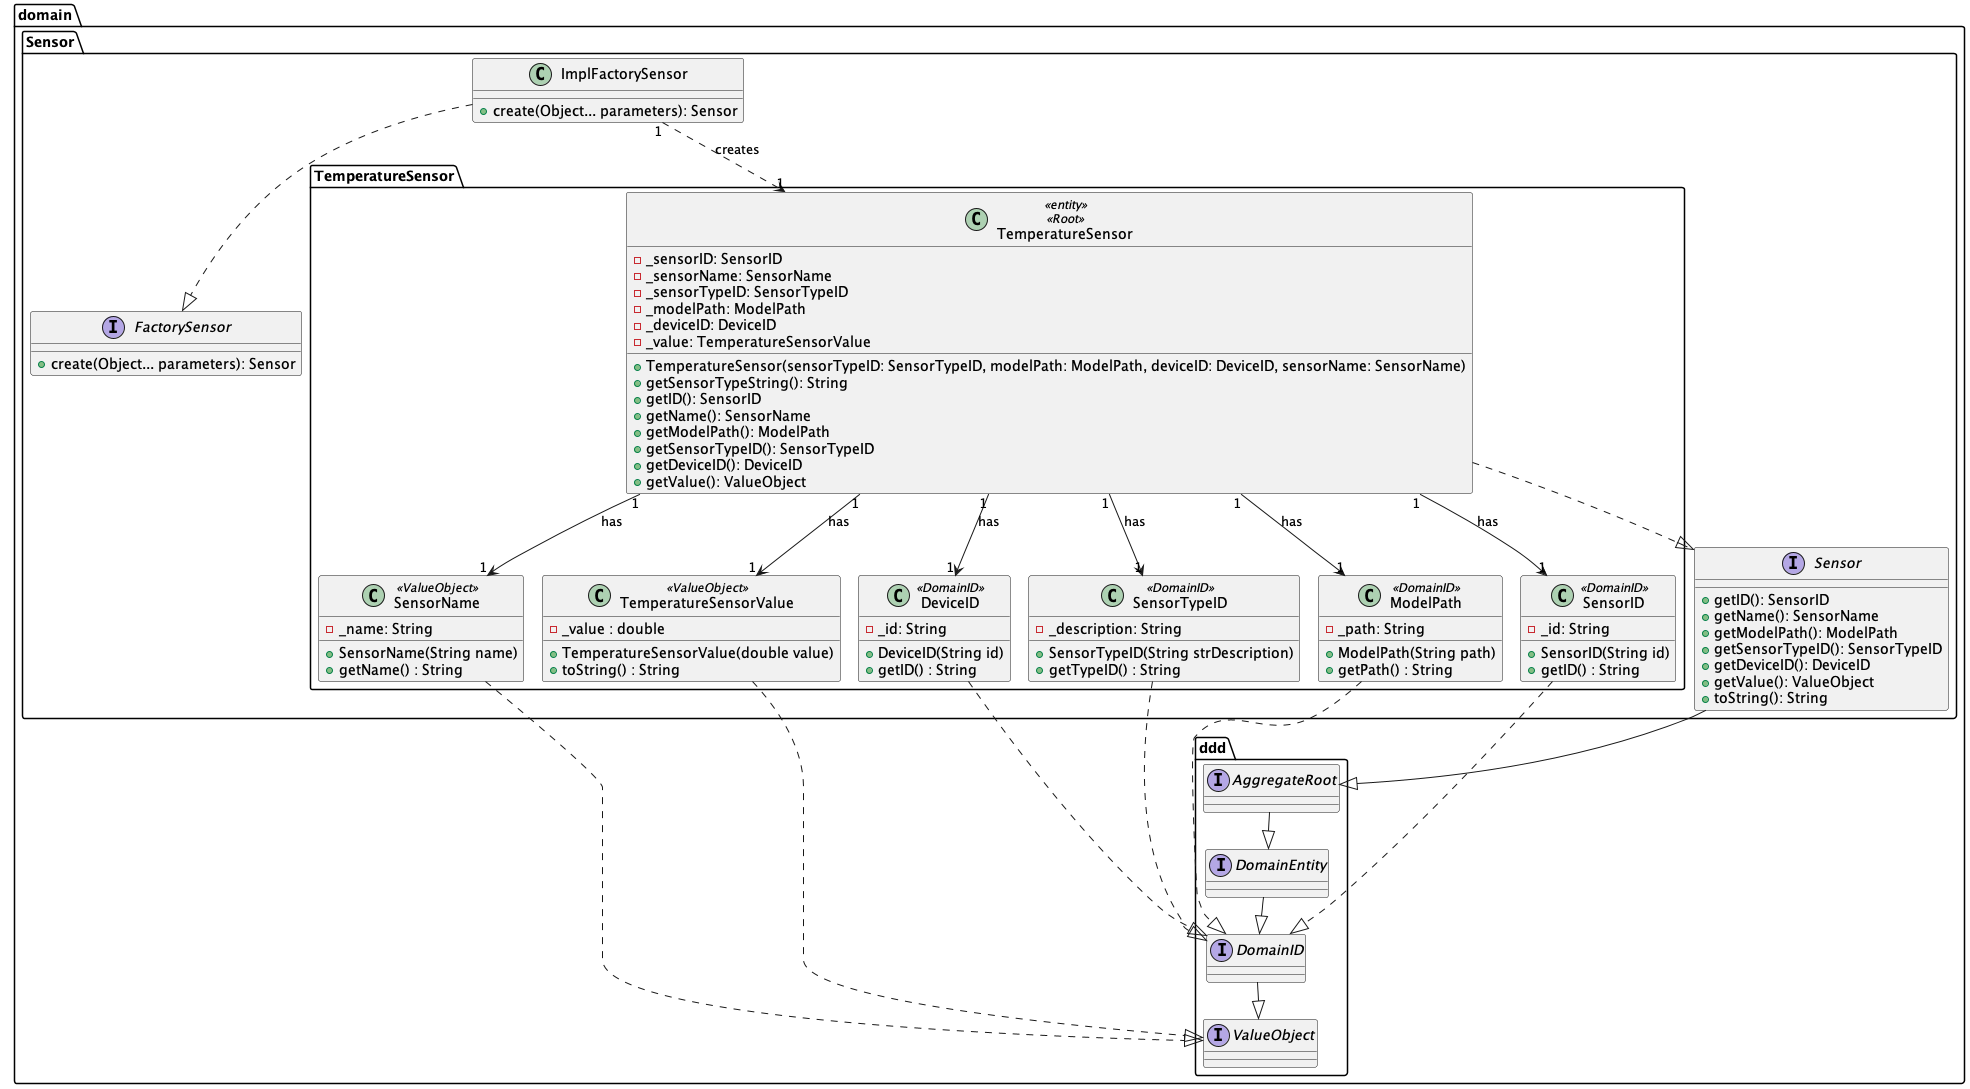 domain
Sensor
C ImplFactorySensor
create(Object... parameters): Sensor
1
creates
1
TemperatureSensor
«entity»
«Root»
C TemperatureSensor
_sensorID: SensorID
_sensorName: SensorName
_sensorTypeID: SensorTypeID
_modelPath: ModelPath
_deviceID: DeviceID
_value: TemperatureSensorValue
TemperatureSensor(sensorTypeID: SensorTypeID, modelPath: ModelPath, deviceID: DeviceID, sensorName: SensorName)
getSensorTypeString(): String
getID(): SensorID
getName(): SensorName
getModelPath(): ModelPath
getSensorTypeID(): SensorTypeID
getDeviceID(): DeviceID
getValue(): ValueObject
I FactorySensor
create(Object... parameters): Sensor
1 1 1 1 1 1
has has has has has has
1 1 1 1 1 1
«ValueObject»
C SensorName
_name: String
SensorName(String name)
getName() : String
«ValueObject»
C TemperatureSensorValue
_value : double
TemperatureSensorValue(double value)
toString() : String
«DomainID»
C DeviceID
_id: String
DeviceID(String id)
getID() : String
«DomainID»
C SensorTypeID
_description: String
SensorTypeID(String strDescription)
getTypeID() : String
«DomainID»
C ModelPath
_path: String
ModelPath(String path)
getPath() : String
«DomainID»
C SensorID
_id: String
SensorID(String id)
getID() : String
I Sensor
getID(): SensorID
getName(): SensorName
getModelPath(): ModelPath
getSensorTypeID(): SensorTypeID
getDeviceID(): DeviceID
getValue(): ValueObject
toString(): String
ddd
I AggregateRoot
I DomainEntity
I DomainID
I ValueObject